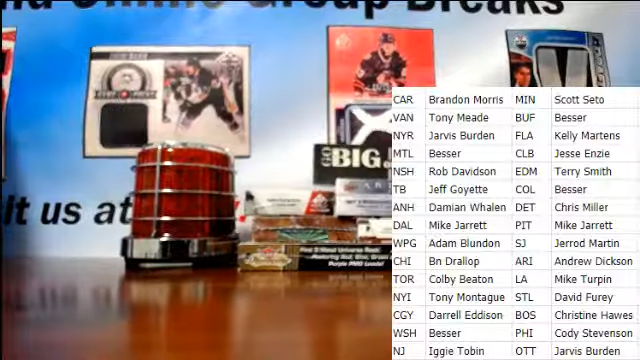 nd Online Group Breaks
it us at
GO
BIG.
CAR Brandon Morris MIN Scott Seto
VAN Tony Meade BUF Besser
NYR Jarvis Burden FLA Kelly Martens
MTL Besser CLB Jesse Enzie
NSH Rob Davidson EDM Terry Smith
TB Jeff Goyette COL Besser
ANH Damian Whalen DET Chris Miller
DAL Mike Jarrett PIT Mike Jarrett
WPG Adam Blundon SJ Jerrod Martin
CHI Bn Drallop ARI Andrew Dickson
TOR Colby Beaton LA Mike Turpin
NYI Tony Montague STL David Furey
CGY Darrell Eddison BOS Christine Hawes
WSH Besser PHI Cody Stevenson
NJ Iggie Tobin OTT Jarvis Burden